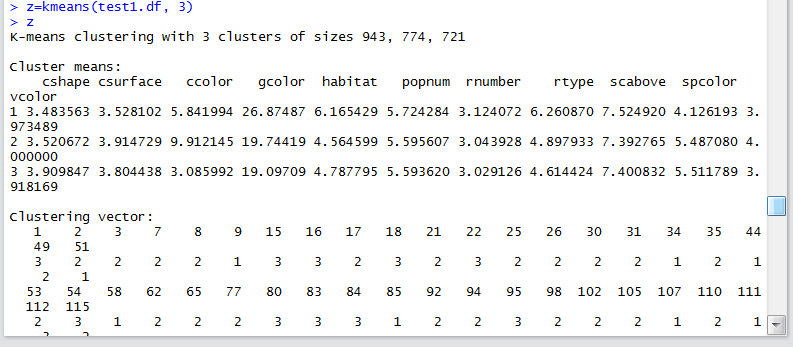 > z=kmeans(test1.df, 3)
> z
K-means clustering with 3 clusters of sizes 943, 774, 721
Cluster means:
cshape csurface ccolor gcolor habitat popnum rnumber rtype scabove spcolor
vcolor
1 3.483563 3.528102 5.841994 26.87487 6.165429 5.724284 3.124072 6.260870 7.524920 4.126193 3.
973489
2 3.520672 3.914729 9.912145 19.74419 4.564599 5.595607 3.043928 4.897933 7.392765 5.487080 4.
000000
3 3.909847 3.804438 3.085992 19.09709 4.787795 5.593620 3.029126 4.614424 7.400832 5.511789 3.
918169
Clustering vector:
1 2 3 7 8 9 15 16 17 18 21 22 25 26 30 31 34 35 44
49 51
3 2 2 2 2 1 3 3 2 3 2 3 2 2 2 2 1 2 1
2 1
53 54 58 62 65 77 80 83 84 85 92 94 95 98 102 105 107 110 111
112 115
2 3 1 2 2 2 3 3 3 1 2 2 3 2 2 2 1 2 1